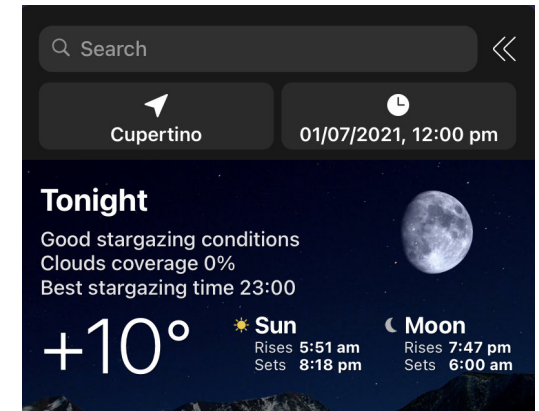 Search
Cupertino
01/07/2021, 12:00 pm
Tonight
Good stargazing conditions
Clouds coverage 0%
Best stargazing time 23:00
+10°
Sun
Rises 5:51 am
Sets 8:18 pm
Moon
Rises 7:47 pm
Sets 6:00 am